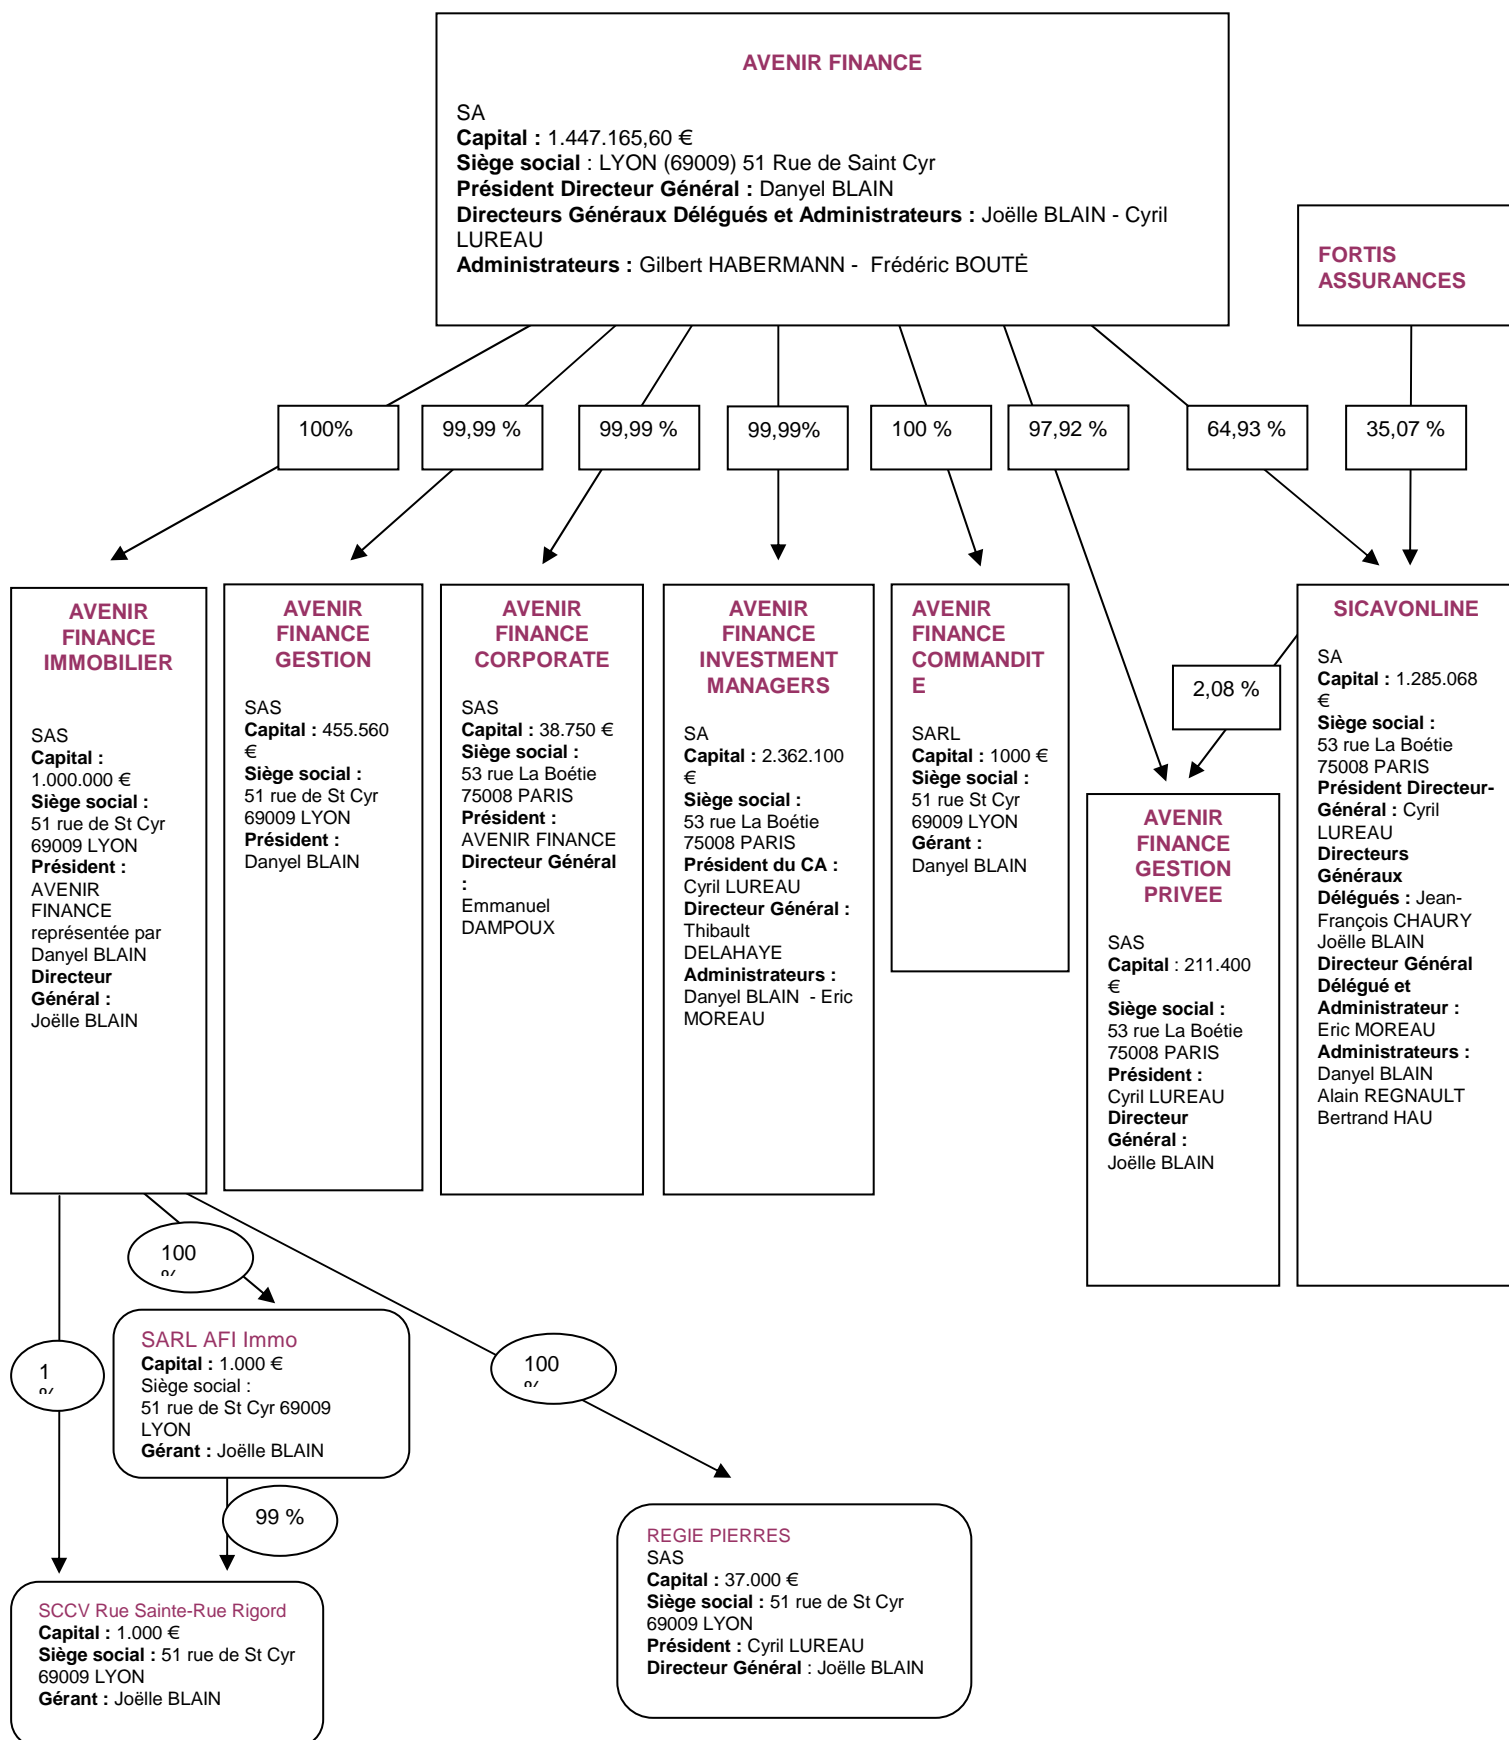 AVENIR FINANCE
SA
Capital : 1.447.165,60 €
Siège social : LYON (69009) 51 Rue de Saint Cyr
Président Directeur Général : Danyel BLAIN
Directeurs Généraux Délégués et Administrateurs : Joëlle BLAIN - Cyril
LUREAU
Administrateurs : Gilbert HABERMANN - Frédéric BOUTĖ
FORTIS
ASSURANCES
100%
99,99 %
99,99 %
99,99%
100 %
97,92 %
64,93 %
35,07 %
AVENIR
FINANCE
IMMOBILIER
SAS
Capital :
1.000.000 €
Siège social :
51 rue de St Cyr
69009 LYON
Président :
AVENIR
FINANCE
représentée par
Danyel BLAIN
Directeur
Général :
Joëlle BLAIN
AVENIR
FINANCE
GESTION
SAS
Capital : 455.560
€
Siège social :
51 rue de St Cyr
69009 LYON
Président :
Danyel BLAIN
AVENIR
FINANCE
CORPORATE
SAS
Capital : 38.750 €
Siège social :
53 rue La Boétie
75008 PARIS
Président :
AVENIR FINANCE
Directeur Général
:
Emmanuel
DAMPOUX
AVENIR
FINANCE
INVESTMENT
MANAGERS
SA
Capital : 2.362.100
€
Siège social :
53 rue La Boétie
75008 PARIS
Président du CA :
Cyril LUREAU
Directeur Général :
Thibault
DELAHAYE
Administrateurs :
Danyel BLAIN - Eric
MOREAU
AVENIR
FINANCE
COMMANDIT
E
SARL
Capital : 1000 €
Siège social :
51 rue St Cyr
69009 LYON
Gérant :
Danyel BLAIN
2,08 %
AVENIR
FINANCE
GESTION
PRIVEE
SAS
Capital : 211.400
€
Siège social :
53 rue La Boétie
75008 PARIS
Président :
Cyril LUREAU
Directeur
Général :
Joëlle BLAIN
SICAVONLINE
SA
Capital : 1.285.068
€
Siège social :
53 rue La Boétie
75008 PARIS
Président Directeur-
Général : Cyril
LUREAU
Directeurs
Généraux
Délégués : Jean-
François CHAURY
Joëlle BLAIN
Directeur Général
Délégué et
Administrateur :
Eric MOREAU
Administrateurs :
Danyel BLAIN
Alain REGNAULT
Bertrand HAU
100
%
1
%
100
%
SARL AFI Immo
Capital : 1.000 €
Siège social :
51 rue de St Cyr 69009
LYON
Gérant : Joëlle BLAIN
99 %
REGIE PIERRES
SAS
Capital : 37.000 €
Siège social : 51 rue de St Cyr
69009 LYON
Président : Cyril LUREAU
Directeur Général : Joëlle BLAIN
SCCV Rue Sainte-Rue Rigord
Capital : 1.000 €
Siège social : 51 rue de St Cyr
69009 LYON
Gérant : Joëlle BLAIN